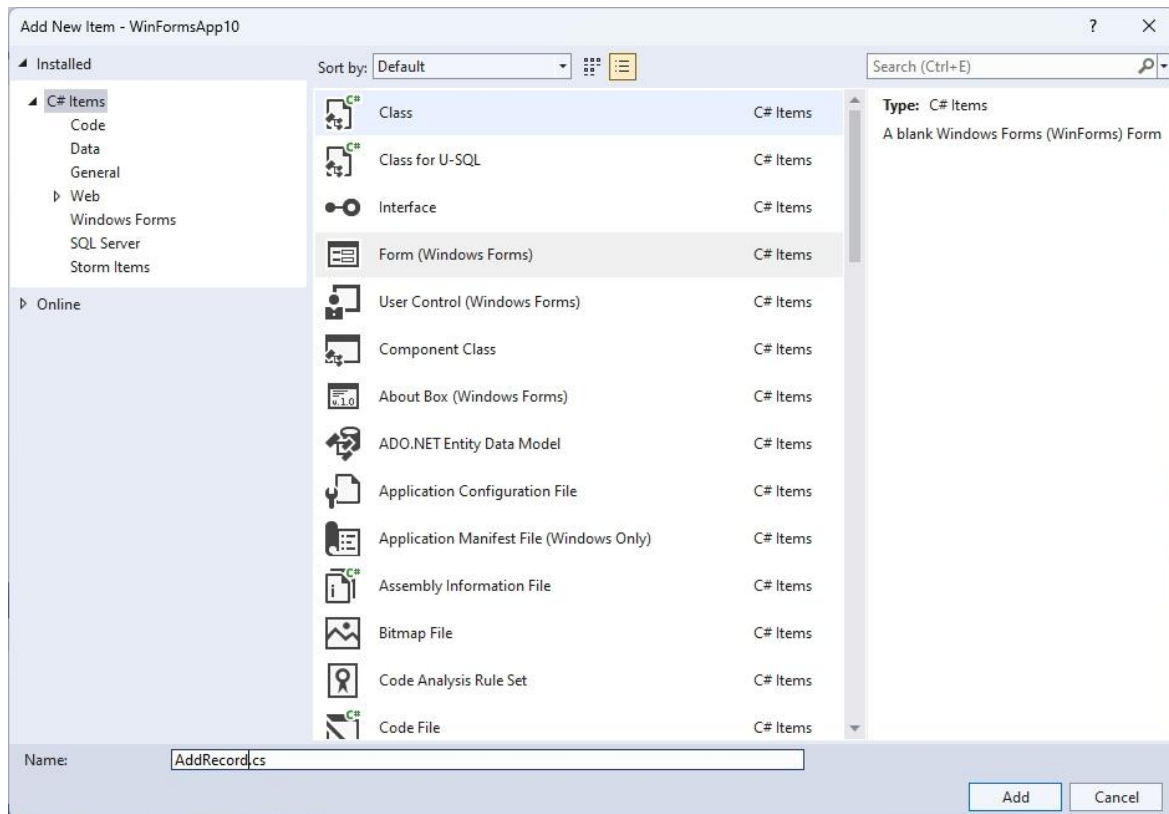 Add New Item - WinFormsApp10
?
Installed
Sort by: Default
Search (Ctrl+E)
C# Items
Code
Data
General
Web
Windows Forms
SQL Server
Storm Items
Online
C# Class C# Items
C# Class for U-SQL C# Items
Interface C# Items
Form (Windows Forms) C# Items
User Control (Windows Forms) C# Items
Component Class C# Items
v.1.0 About Box (Windows Forms) C# Items
ADO.NET Entity Data Model C# Items
Application Configuration File C# Items
Application Manifest File (Windows Only) C# Items
C# Assembly Information File C# Items
Bitmap File C# Items
Code Analysis Rule Set C# Items
C# Code File C# Items
Type: C# Items
A blank Windows Forms (WinForms) Form
Name: AddRecord.cs
Add Cancel